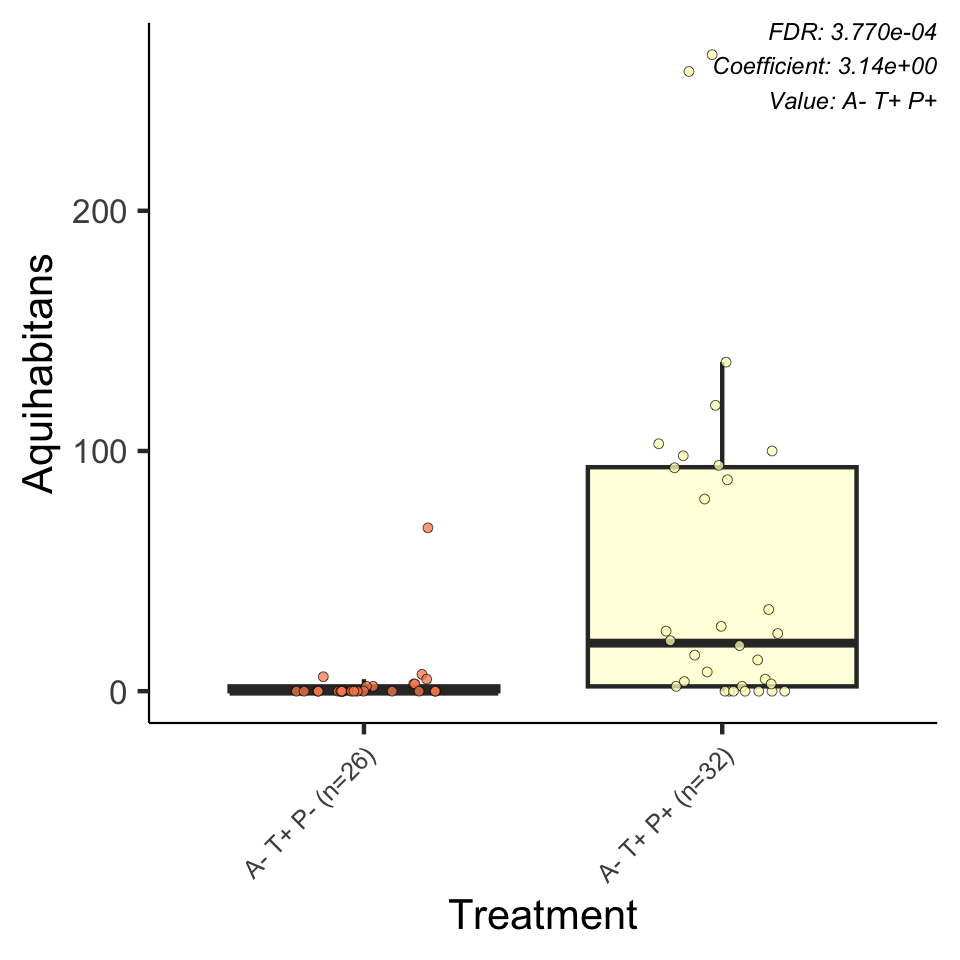 FDR: 3.770e-04
Coefficient: 3.14e+00
Value: A- T+ P+
200
100
0
Aquihabitans
A- T+ P- (n=26)
A- T+ P+ (n=32)
Treatment